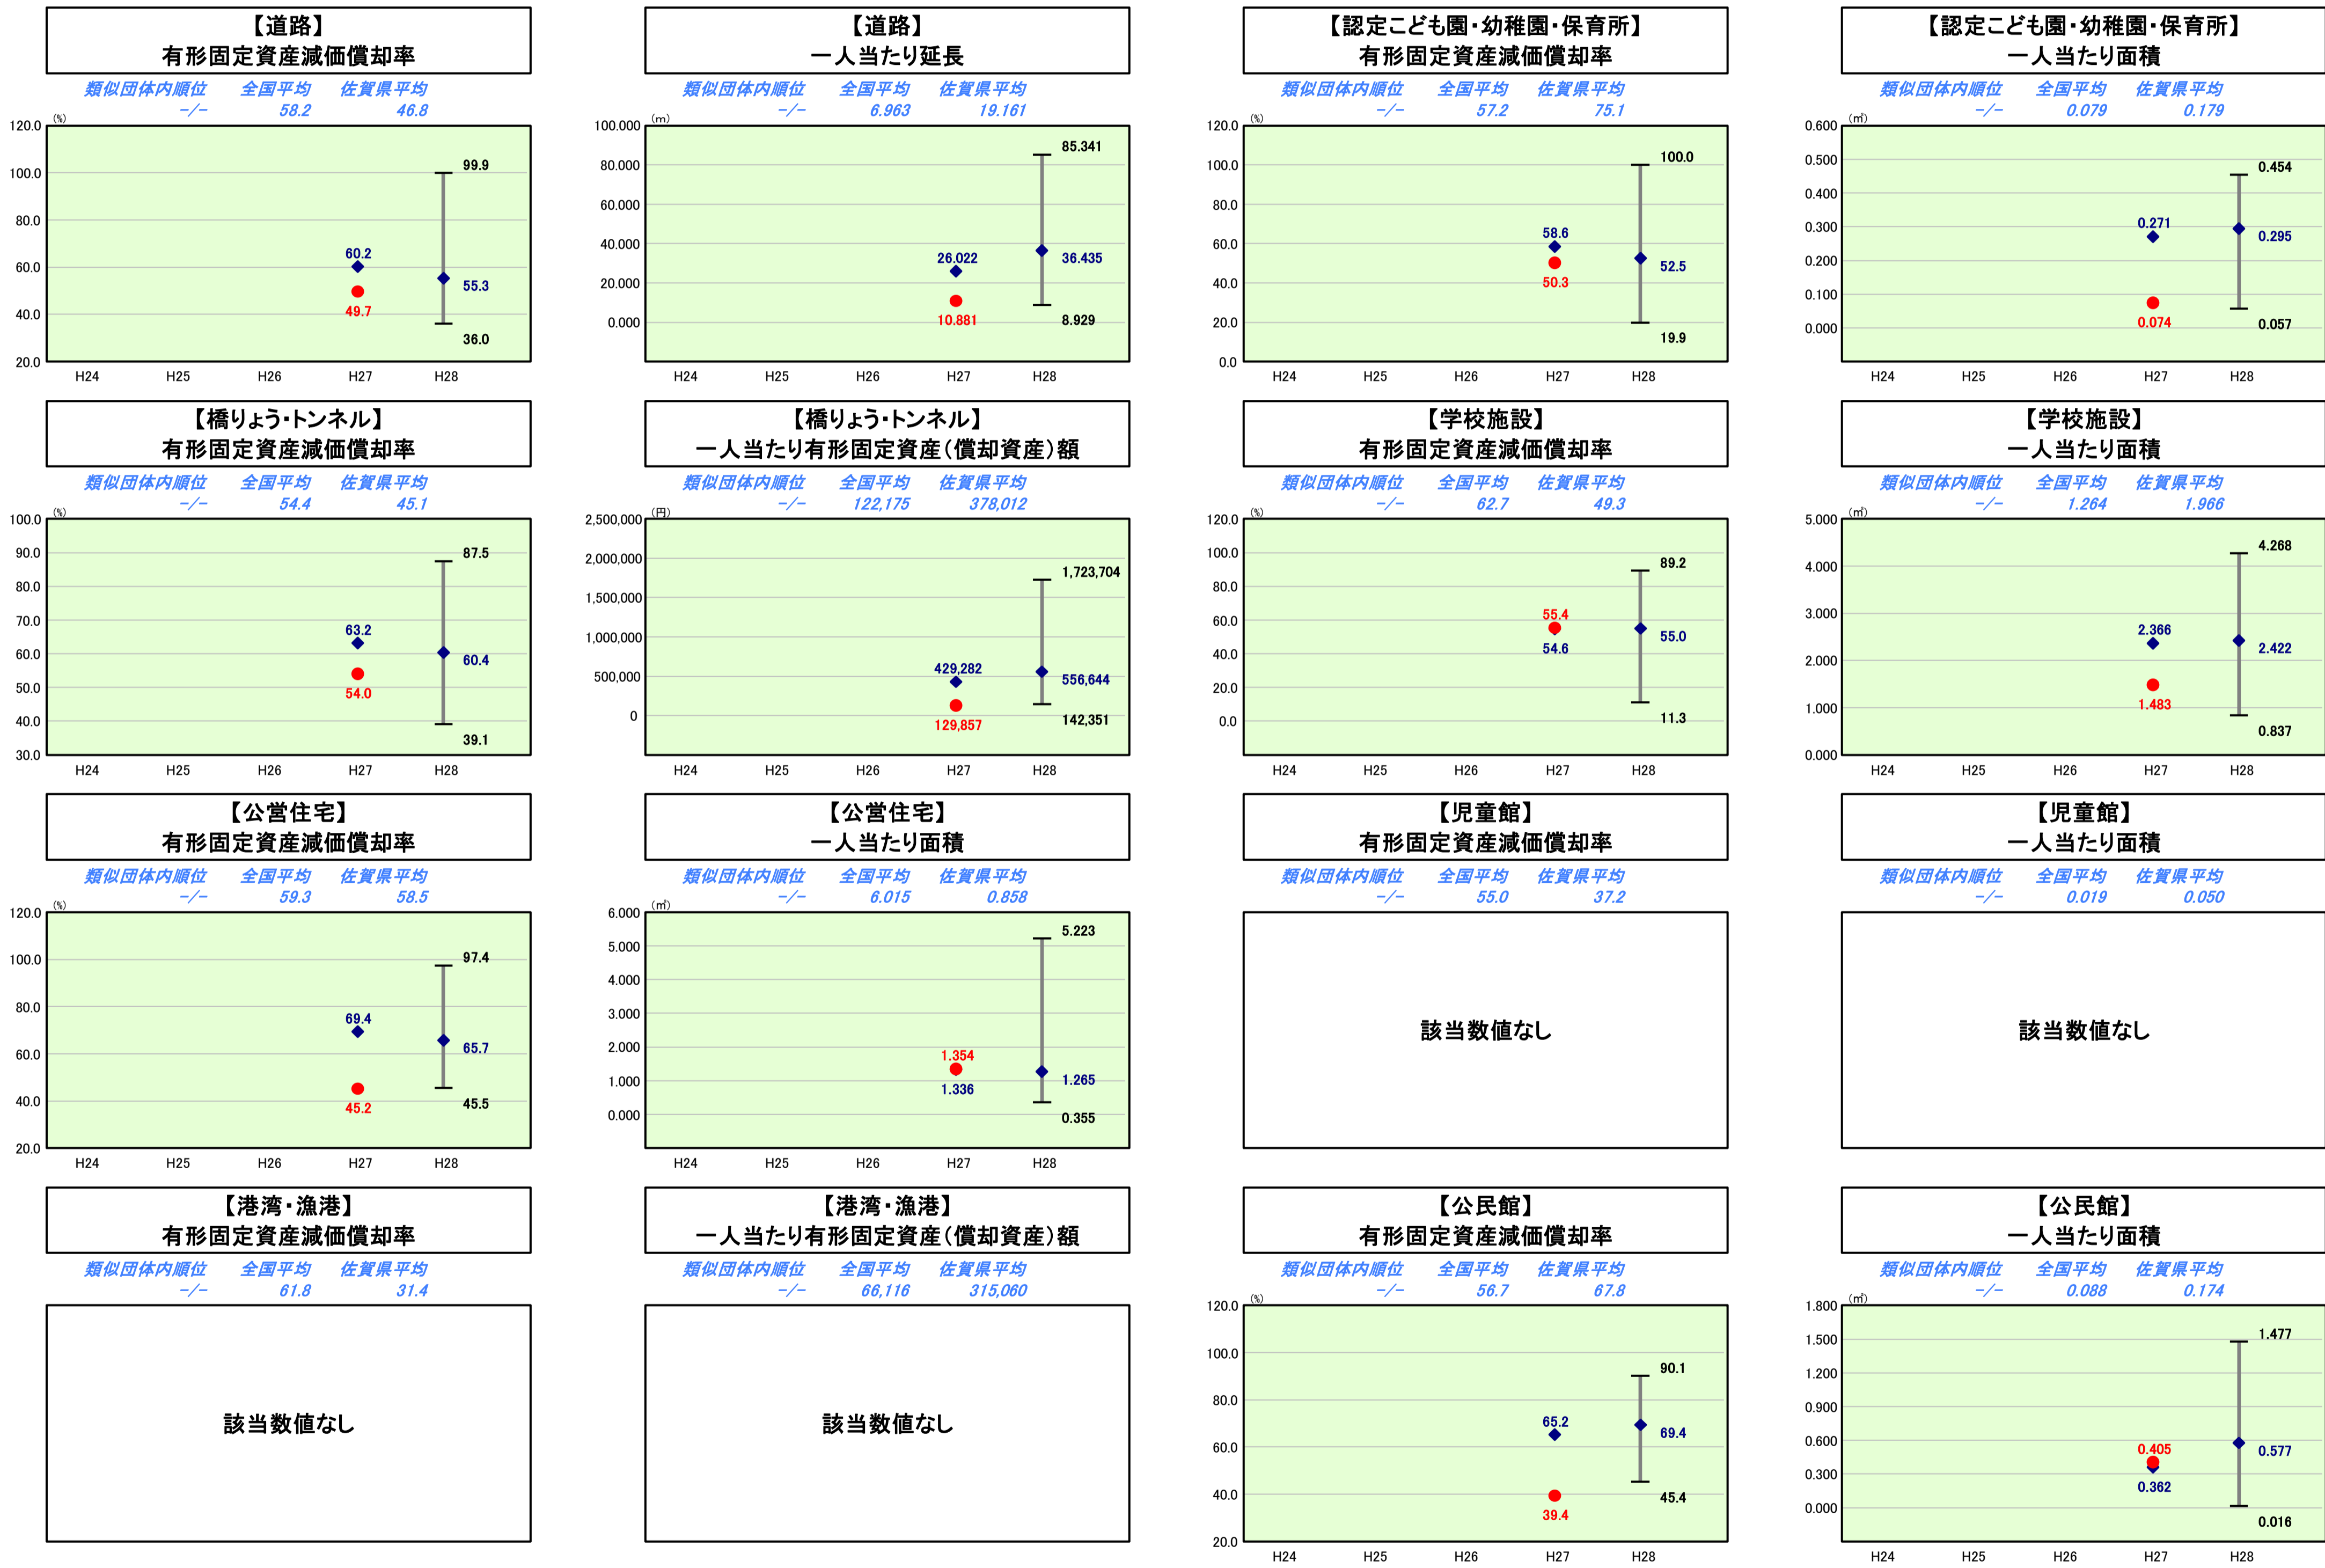 【道路】
有形固定資産減価償却率
類似団体内順位 全国平均 佐賀県平均
-/- 58.2 46.8
(%)
120.0
100.0
80.0
60.0
40.0
20.0
60.2
49.7
99.9
55.3
36.0
H24 H25 H26 H27 H28
【道路】
一人当たり延長
類似団体内順位 全国平均 佐賀県平均
-/- 6.963 19.161
(m)
100.000
80.000
60.000
40.000
20.000
0.000
26.022
10.881
85.341
36.435
8.929
H24 H25 H26 H27 H28
【認定こども園・幼稚園・保育所】
有形固定資産減価償却率
類似団体内順位 全国平均 佐賀県平均
-/- 57.2 75.1
(%)
120.0
100.0
80.0
60.0
40.0
20.0
0.0
58.6
50.3
100.0
52.5
19.9
H24 H25 H26 H27 H28
【認定こども園・幼稚園・保育所】
一人当たり面積
類似団体内順位 全国平均 佐賀県平均
-/- 0.079 0.179
(㎡)
0.600
0.500
0.400
0.300
0.200
0.100
0.000
0.271
0.074
0.454
0.295
0.057
H24 H25 H26 H27 H28
【橋りょう・トンネル】
有形固定資産減価償却率
類似団体内順位 全国平均 佐賀県平均
-/- 54.4 45.1
(%)
100.0
90.0
80.0
70.0
60.0
50.0
40.0
30.0
63.2
54.0
87.5
60.4
39.1
H24 H25 H26 H27 H28
【橋りょう・トンネル】
一人当たり有形固定資産(償却資産)額
類似団体内順位 全国平均 佐賀県平均
-/- 122,175 378,012
(円)
2,500,000
2,000,000
1,500,000
1,000,000
500,000
0
429,282
129,857
1,723,704
556,644
142,351
H24 H25 H26 H27 H28
【学校施設】
有形固定資産減価償却率
類似団体内順位 全国平均 佐賀県平均
-/- 62.7 49.3
(%)
120.0
100.0
80.0
60.0
40.0
20.0
0.0
55.4
54.6
89.2
55.0
11.3
H24 H25 H26 H27 H28
【学校施設】
一人当たり面積
類似団体内順位 全国平均 佐賀県平均
-/- 1.264 1.966
(㎡)
5.000
4.000
3.000
2.000
1.000
0.000
2.366
1.483
4.268
2.422
0.837
H24 H25 H26 H27 H28
【公営住宅】
有形固定資産減価償却率
類似団体内順位 全国平均 佐賀県平均
-/- 59.3 58.5
(%)
120.0
100.0
80.0
60.0
40.0
20.0
69.4
45.2
97.4
65.7
45.5
H24 H25 H26 H27 H28
【公営住宅】
一人当たり面積
類似団体内順位 全国平均 佐賀県平均
-/- 6.015 0.858
(㎡)
6.000
5.000
4.000
3.000
2.000
1.000
0.000
1.354
1.336
5.223
1.265
0.355
H24 H25 H26 H27 H28
【児童館】
有形固定資産減価償却率
類似団体内順位 全国平均 佐賀県平均
-/- 55.0 37.2
該当数値なし
【児童館】
一人当たり面積
類似団体内順位 全国平均 佐賀県平均
-/- 0.019 0.050
該当数値なし
【港湾・漁港】
有形固定資産減価償却率
類似団体内順位 全国平均 佐賀県平均
-/- 61.8 31.4
該当数値なし
【港湾・漁港】
一人当たり有形固定資産(償却資産)額
類似団体内順位 全国平均 佐賀県平均
-/- 66,116 315,060
該当数値なし
【公民館】
有形固定資産減価償却率
類似団体内順位 全国平均 佐賀県平均
-/- 56.7 67.8
(%)
120.0
100.0
80.0
60.0
40.0
20.0
65.2
39.4
90.1
69.4
45.4
H24 H25 H26 H27 H28
【公民館】
一人当たり面積
類似団体内順位 全国平均 佐賀県平均
-/- 0.088 0.174
(㎡)
1.800
1.500
1.200
0.900
0.600
0.300
0.000
0.405
0.362
1.477
0.577
0.016
H24 H25 H26 H27 H28